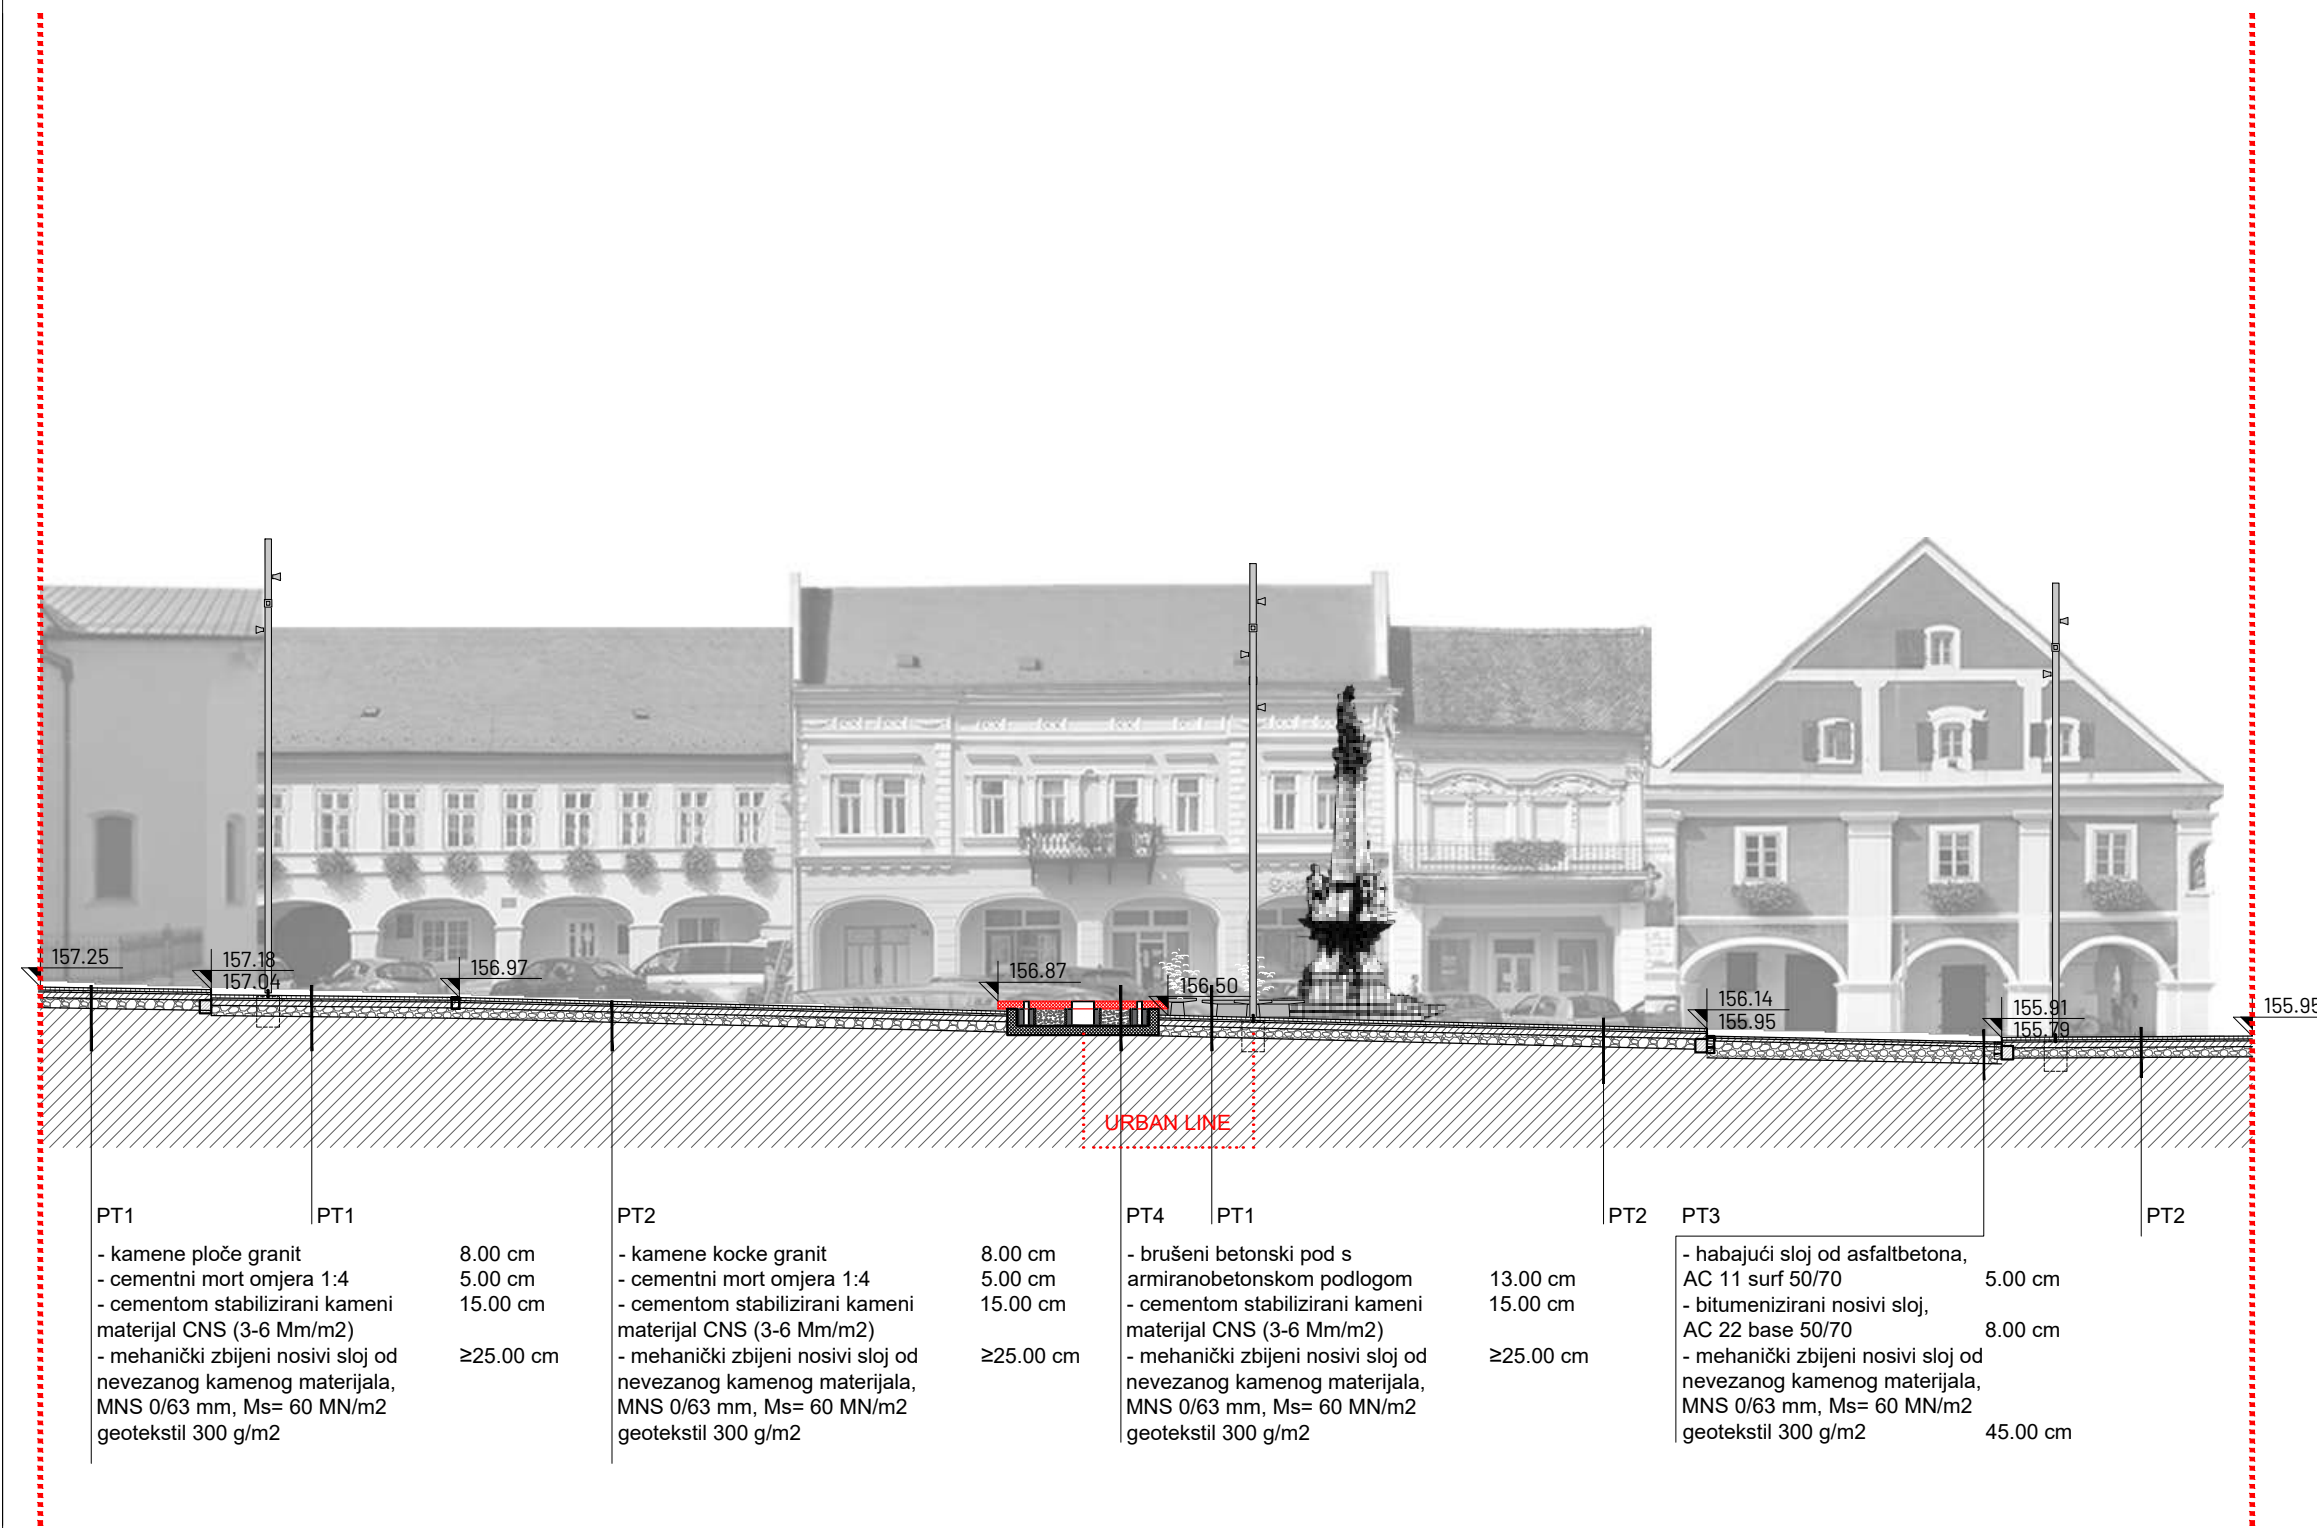 157.25
157.18
157.04
156.97
156.87
156.50
156.14
155.95
155.91
155.79
155.95
URBAN LINE
PT1
PT1
PT2
PT4
PT1
PT2
PT3
PT2
- kamene ploče granit 8.00 cm
- cementni mort omjera 1:4 5.00 cm
- cementom stabilizirani kameni 15.00 cm
materijal CNS (3-6 Mm/m2)
- mehanički zbijeni nosivi sloj od ≥25.00 cm
nevezanog kamenog materijala,
MNS 0/63 mm, Ms= 60 MN/m2
geotekstil 300 g/m2
- kamene kocke granit 8.00 cm
- cementni mort omjera 1:4 5.00 cm
- cementom stabilizirani kameni 15.00 cm
materijal CNS (3-6 Mm/m2)
- mehanički zbijeni nosivi sloj od ≥25.00 cm
nevezanog kamenog materijala,
MNS 0/63 mm, Ms= 60 MN/m2
geotekstil 300 g/m2
- brušeni betonski pod s
armiranobetonskom podlogom 13.00 cm
- cementom stabilizirani kameni 15.00 cm
materijal CNS (3-6 Mm/m2)
- mehanički zbijeni nosivi sloj od ≥25.00 cm
nevezanog kamenog materijala,
MNS 0/63 mm, Ms= 60 MN/m2
geotekstil 300 g/m2
- habajući sloj od asfaltbetona,
AC 11 surf 50/70 5.00 cm
- bitumenizirani nosivi sloj,
AC 22 base 50/70 8.00 cm
- mehanički zbijeni nosivi sloj od
nevezanog kamenog materijala,
MNS 0/63 mm, Ms= 60 MN/m2
geotekstil 300 g/m2 45.00 cm